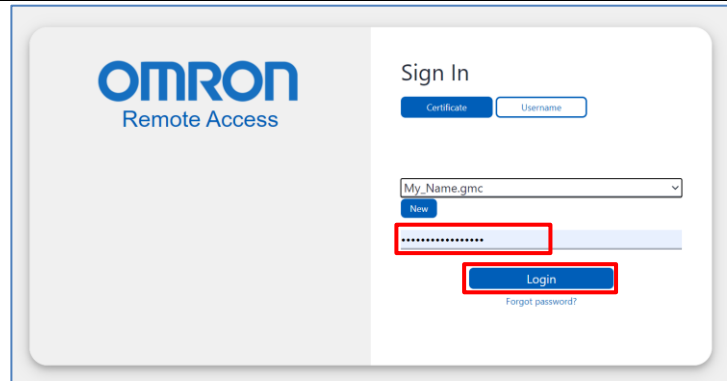 OMRON
Remote Access
Sign In
Certificate Username
My_Name.gmc
New
•••••••••••••••••
Login
Forgot password?